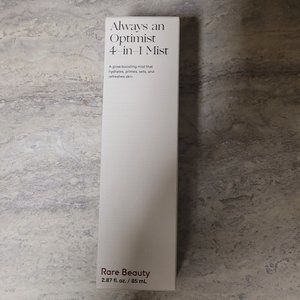 Always an
Optimist
4-in-1 Mist
A glow-boosting mist that
hydrates, primes, sets, and
refreshes skin.
Rare Beauty
2.87 fl. oz. / 85 mL